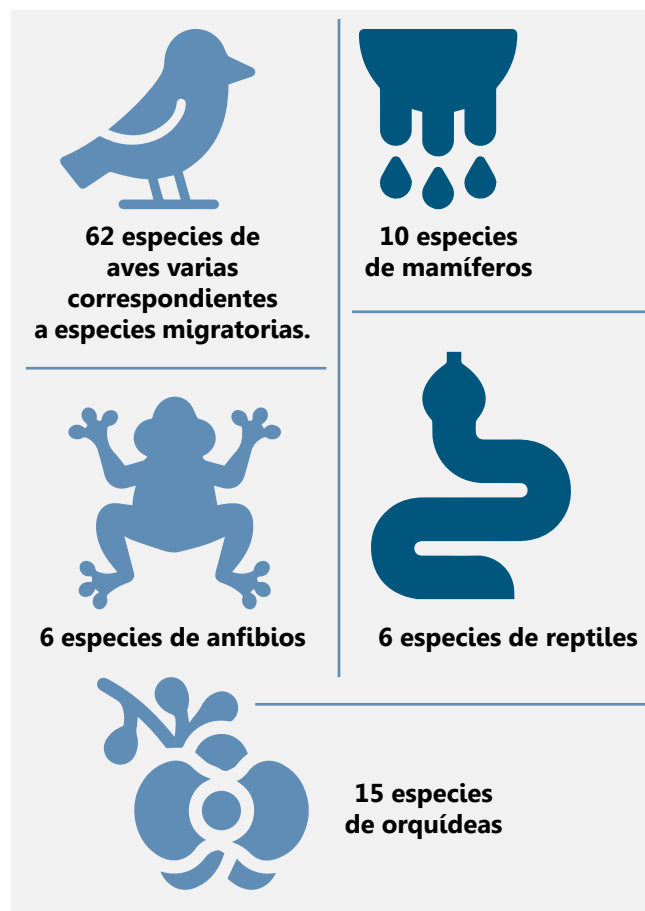 62 especies de
aves varias
correspondientes
a especies migratorias.
10 especies
de mamíferos
6 especies de anfibios
6 especies de reptiles
15 especies
de orquídeas